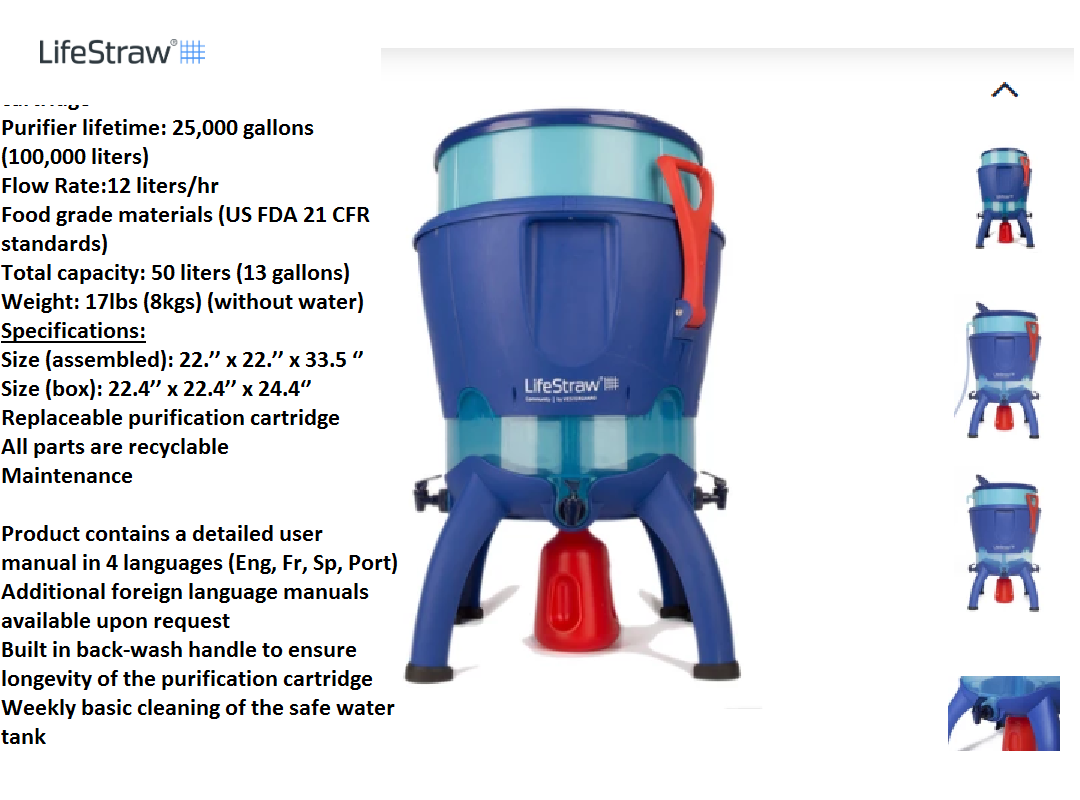 LifeStraw®
Purifier lifetime: 25,000 gallons
(100,000 liters)
Flow Rate:12 liters/hr
Food grade materials (US FDA 21 CFR
standards)
Total capacity: 50 liters (13 gallons)
Weight: 17lbs (8kgs) (without water)
Specifications:
Size (assembled): 22.’’ x 22.’’ x 33.5 ‘’
Size (box): 22.4’’ x 22.4’’ x 24.4’’
Replaceable purification cartridge
All parts are recyclable
Maintenance
Product contains a detailed user
manual in 4 languages (Eng, Fr, Sp, Port)
Additional foreign language manuals
available upon request
Built in back-wash handle to ensure
longevity of the purification cartridge
Weekly basic cleaning of the safe water
tank
LifeStraw®
Community | by VESTERGAARD